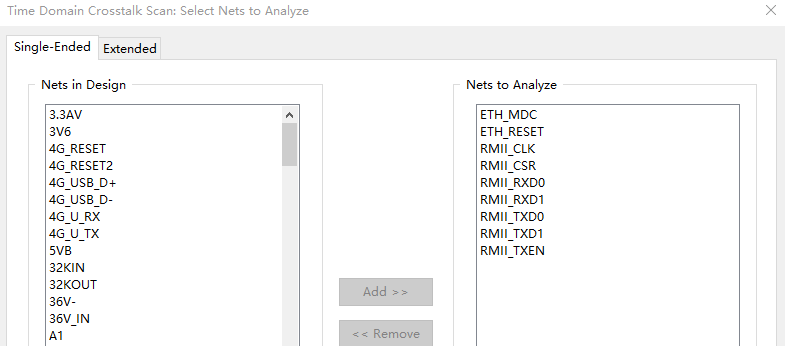 Time Domain Crosstalk Scan: Select Nets to Analyze
Single-Ended
Extended
Nets in Design
3.3AV
3V6
4G_RESET
4G_RESET2
4G_USB_D+
4G_USB_D-
4G_U_RX
4G_U_TX
5VB
32KIN
32KOUT
36V-
36V_IN
A1
Add >>
<< Remove
Nets to Analyze
ETH_MDC
ETH_RESET
RMII_CLK
RMII_CSR
RMII_RXD0
RMII_RXD1
RMII_TXD0
RMII_TXD1
RMII_TXEN